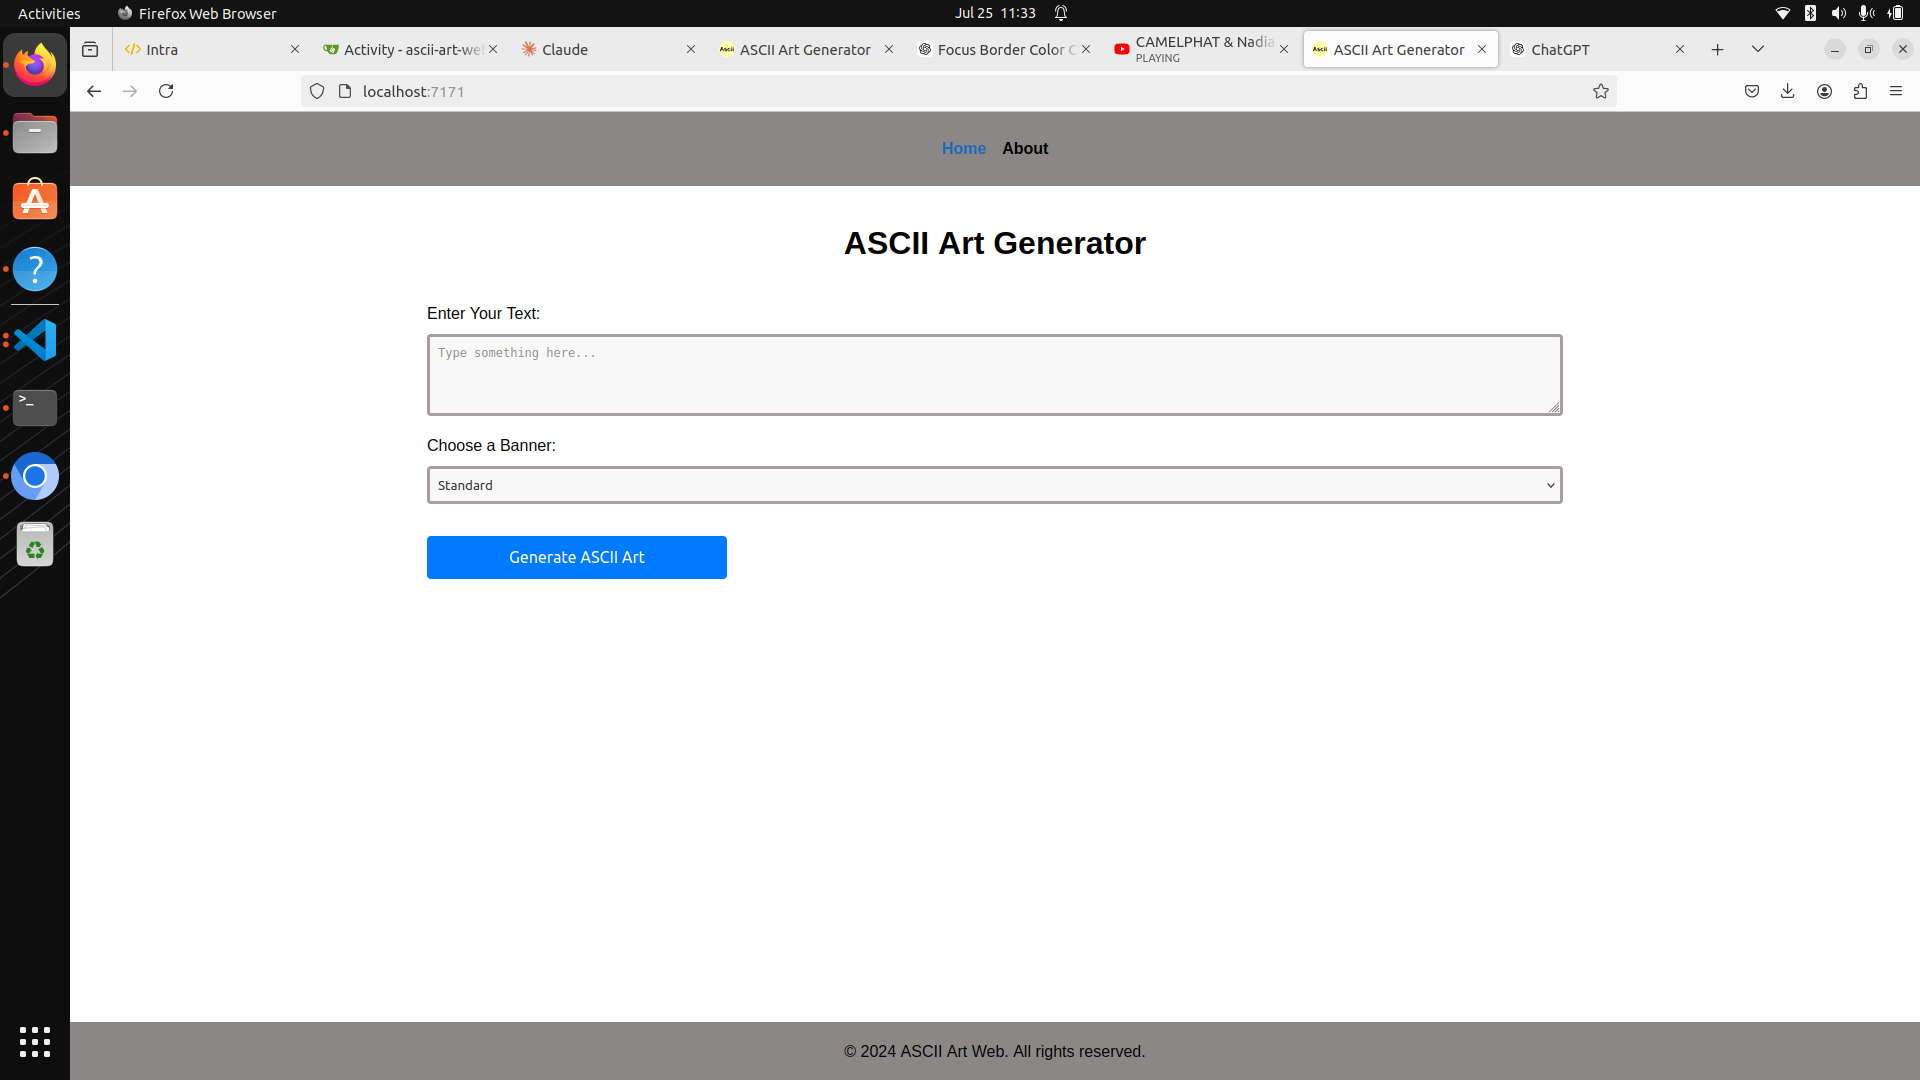 Activities Firefox Web Browser Jul 25 11:33
Intra Activity - ascii-art-we Claude ASCII Art Generator Focus Border Color C CAMELPHAT & Nadia ASCII Art Generator ChatGPT
PLAYING
localhost:7171
Home About
ASCII Art Generator
Enter Your Text:
Type something here...
Choose a Banner:
Standard
Generate ASCII Art
© 2024 ASCII Art Web. All rights reserved.